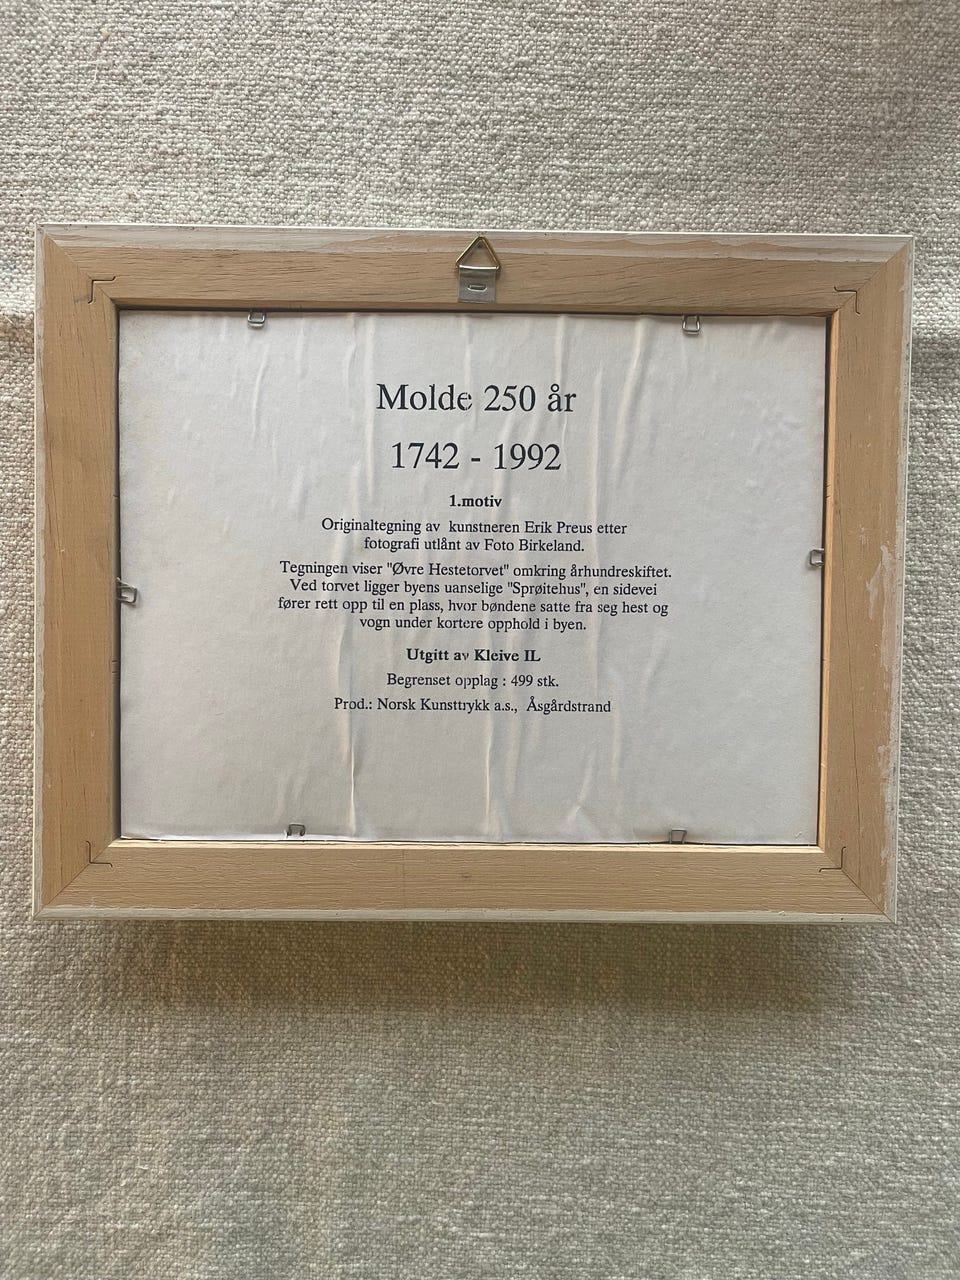 Molde 250 år
1742 - 1992
1.motiv
Originaltegning av kunstneren Erik Preus etter
fotografi utlånt av Foto Birkeland.
Tegningen viser "Øvre Hestetorvet" omkring århundreskiftet.
Ved torvet ligger byens uanselige "Sprøitehus", en sidevei
fører rett opp til en plass, hvor bøndene satte fra seg hest og
vogn under kortere opphold i byen.
Utgitt av Kleive IL
Begrenset opplag : 499 stk.
Prod.: Norsk Kunsttrykk a.s., Åsgårdstrand